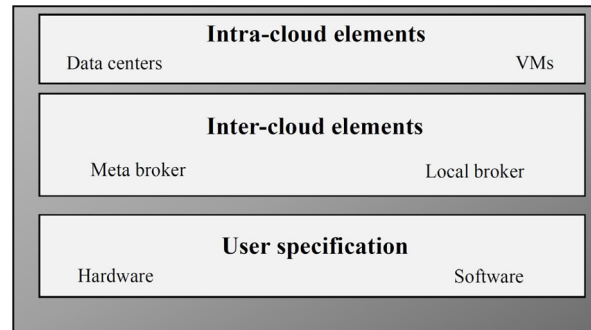 Intra-cloud elements
Data centers VMs
Inter-cloud elements
Meta broker Local broker
User specification
Hardware Software